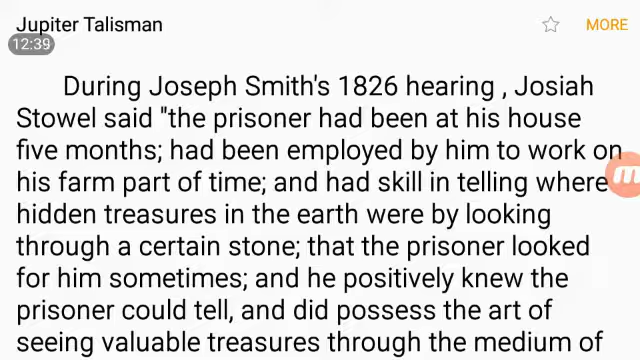 Jupiter Talisman
MORE
12:39
During Joseph Smith's 1826 hearing , Josiah
Stowel said "the prisoner had been at his house
five months; had been employed by him to work on
his farm part of time; and had skill in telling where
hidden treasures in the earth were by looking
through a certain stone; that the prisoner looked
for him sometimes; and he positively knew the
prisoner could tell, and did possess the art of
seeing valuable treasures through the medium of